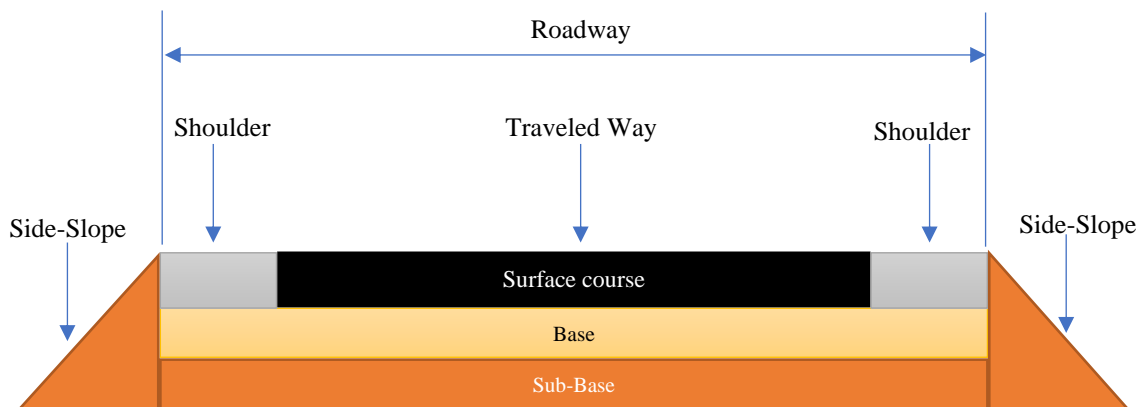 Roadway
Shoulder
Traveled Way
Shoulder
Side-Slope
Side-Slope
Surface course
Base
Sub-Base